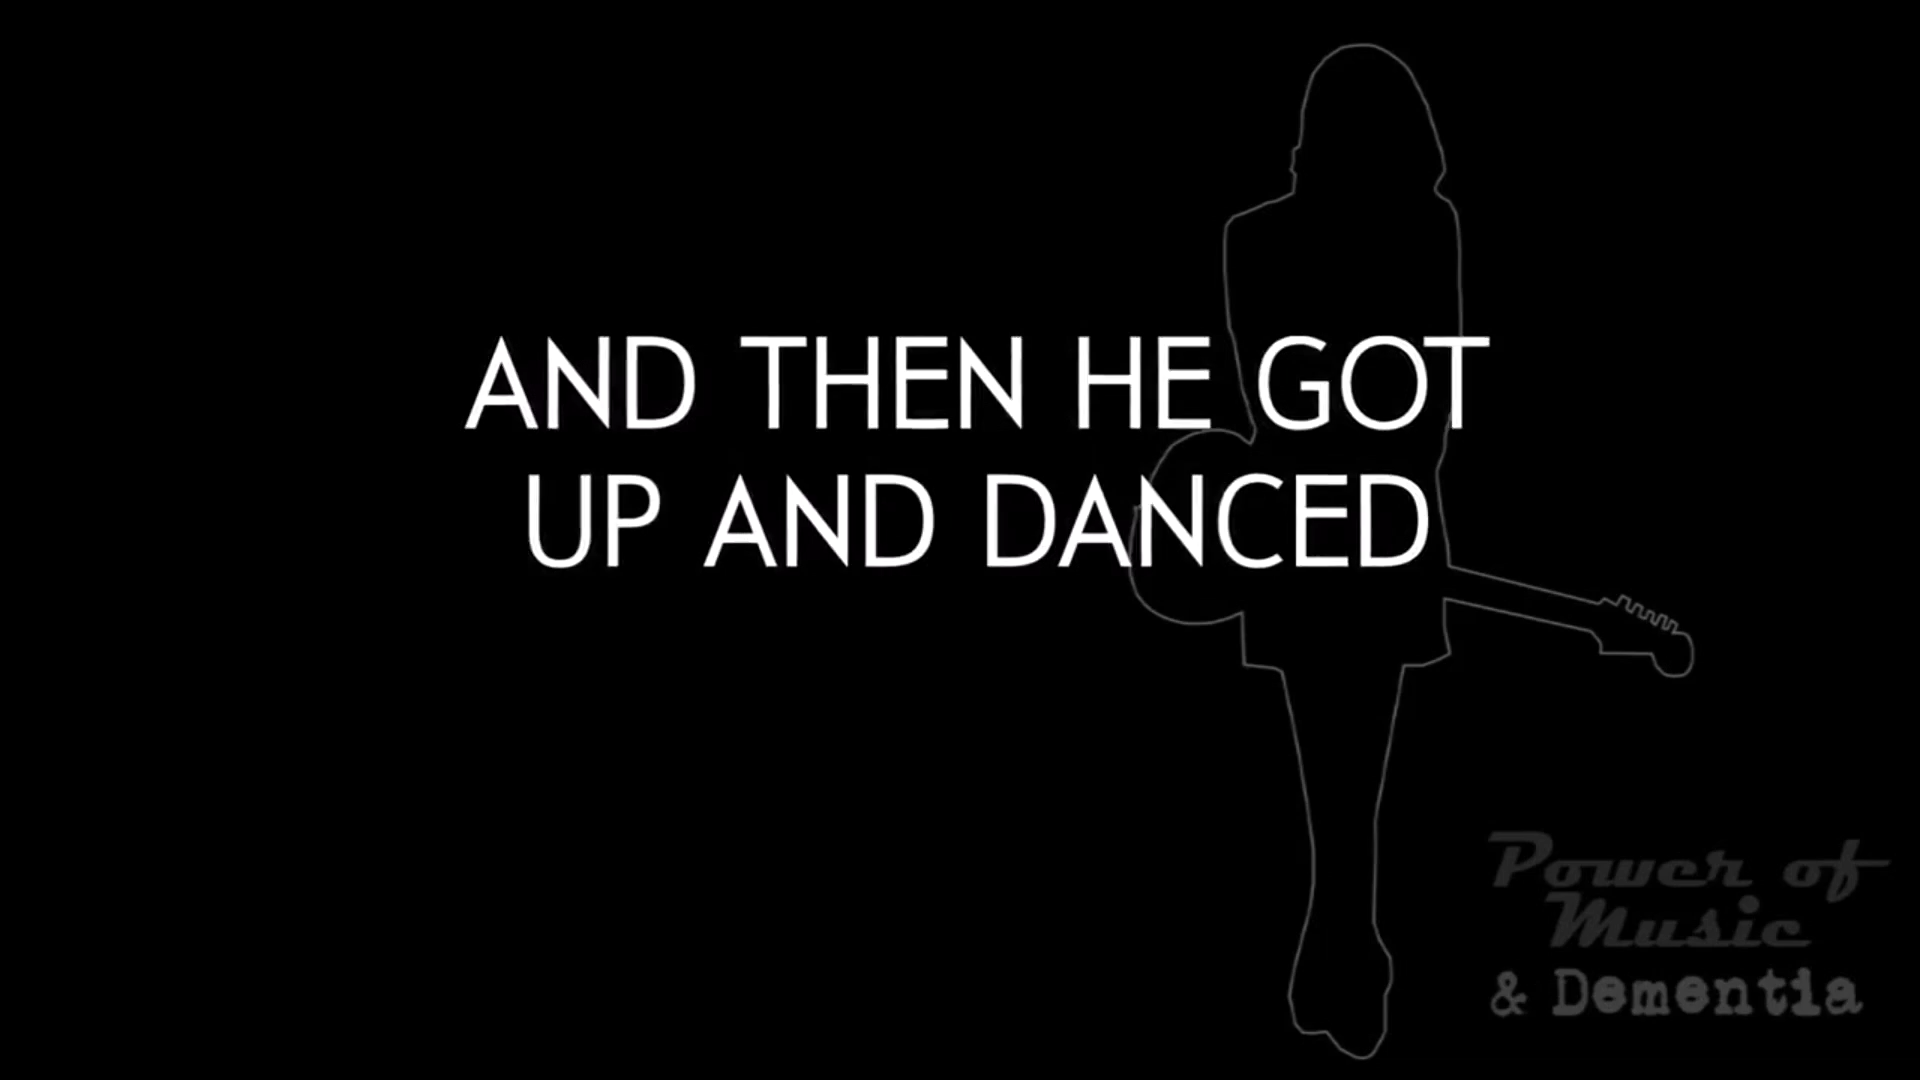 AND THEN HE GOT
UP AND DANCED
Power of
Music
& Dementia